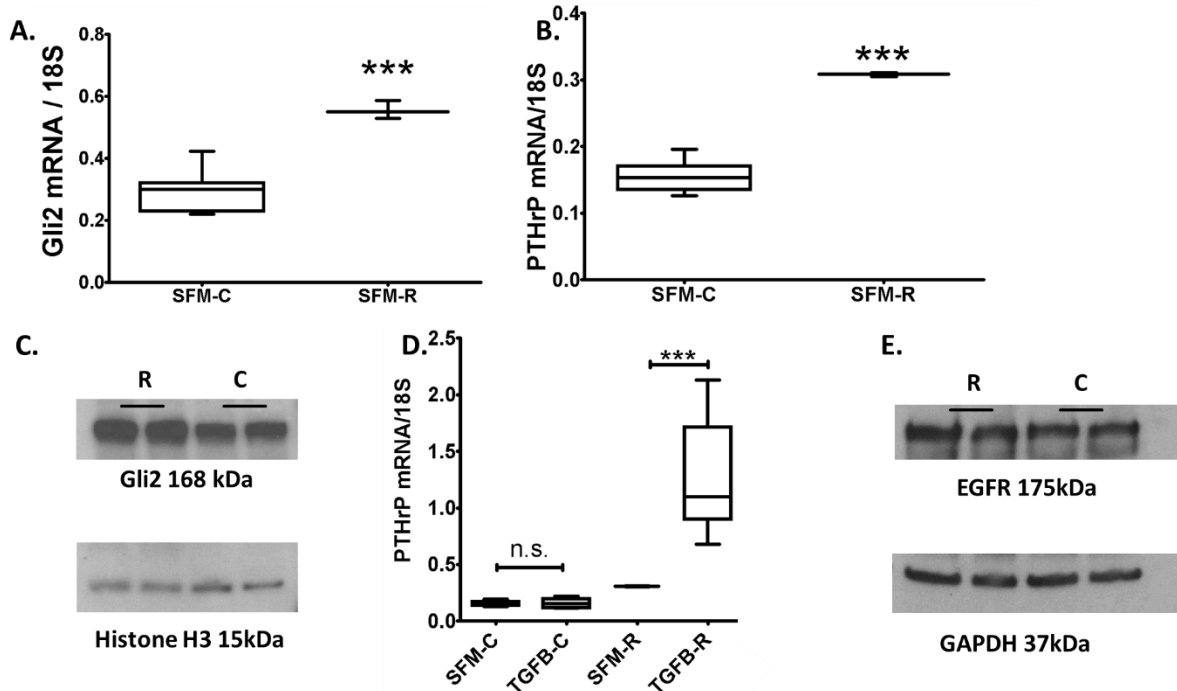 A.
Gli2 mRNA / 18S
0.8
0.6
0.4
0.2
0.0
***
SFM-C
SFM-R
B.
PTHrP mRNA/18S
0.4
0.3
0.2
0.1
0.0
***
SFM-C
SFM-R
C.
R
C
Gli2 168 kDa
Histone H3 15kDa
D.
PTHrP mRNA/18S
2.5
2.0
1.5
1.0
0.5
0.0
n.s.
***
SFM-C
TGFB-C
SFM-R
TGFB-R
E.
R
C
EGFR 175kDa
GAPDH 37kDa